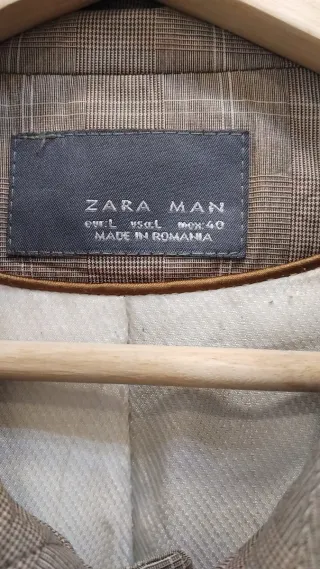 ZARA MAN
eur:L usa:L mex:40
MADE IN ROMANIA